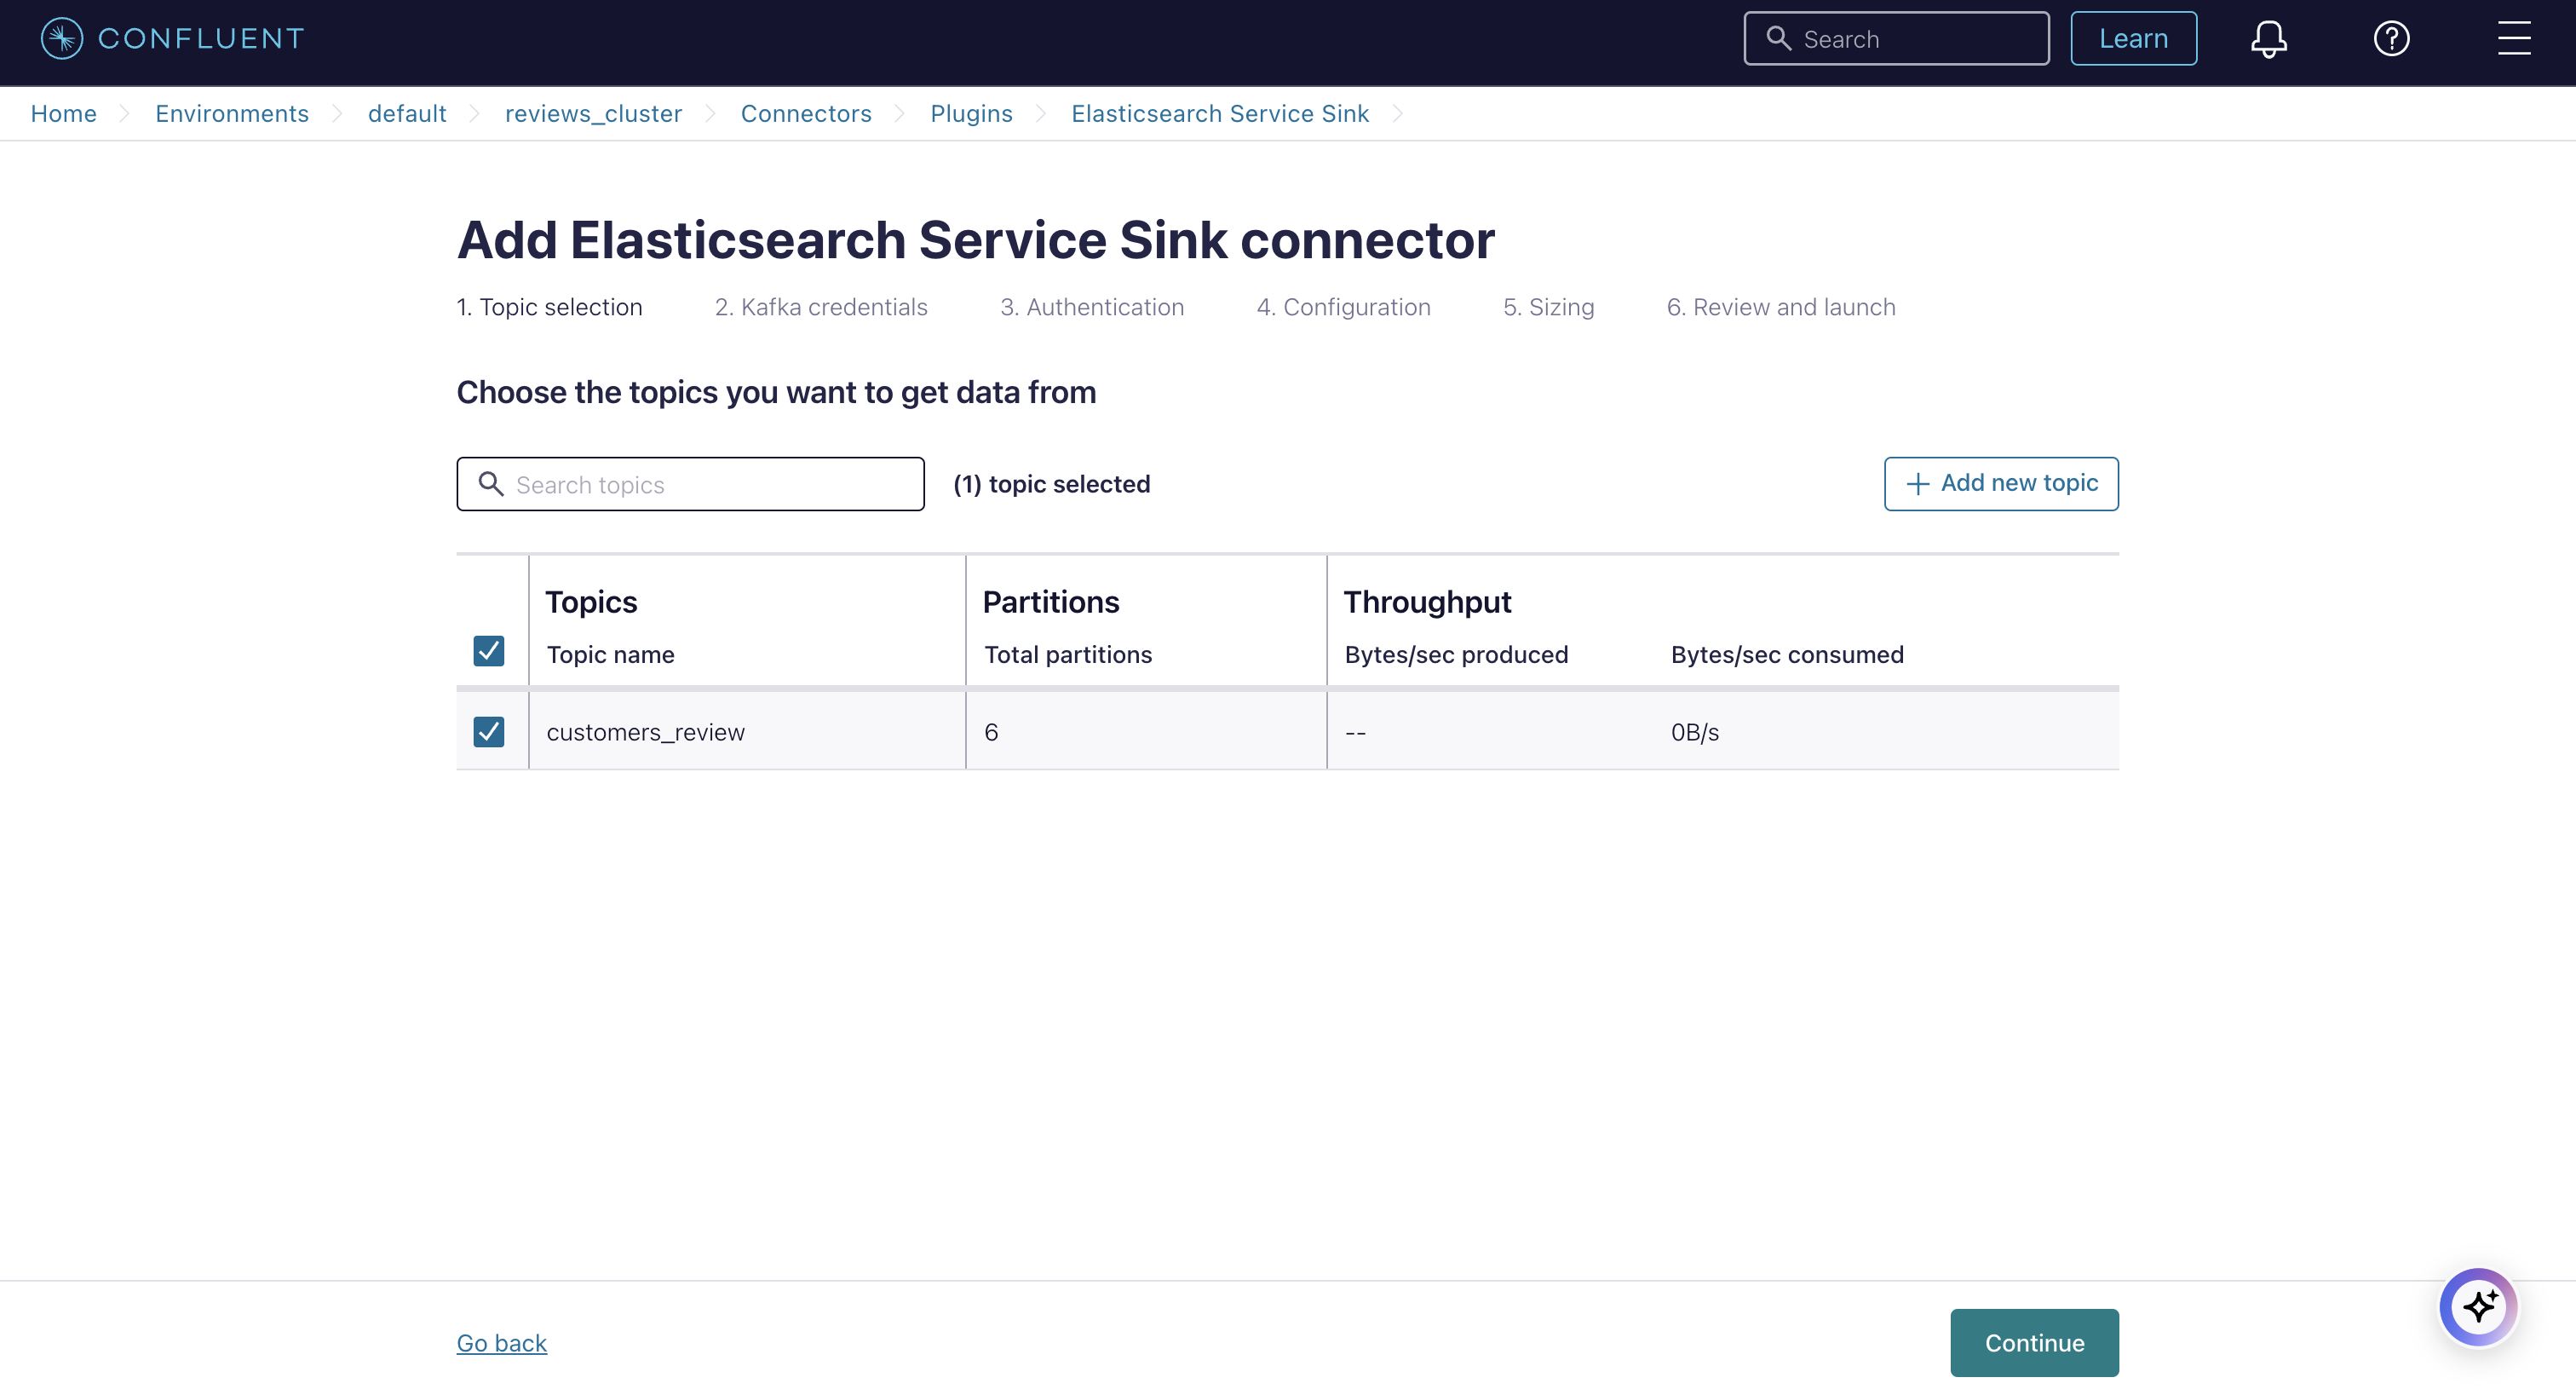 CONFLUENT
Search
Learn
Home
Environments
default
reviews_cluster
Connectors
Plugins
Elasticsearch Service Sink
Add Elasticsearch Service Sink connector
1. Topic selection
2. Kafka credentials
3. Authentication
4. Configuration
5. Sizing
6. Review and launch
Choose the topics you want to get data from
Search topics
(1) topic selected
Add new topic
Topics
Partitions
Throughput
Topic name
Total partitions
Bytes/sec produced
Bytes/sec consumed
customers_review
6
--
0B/s
Go back
Continue